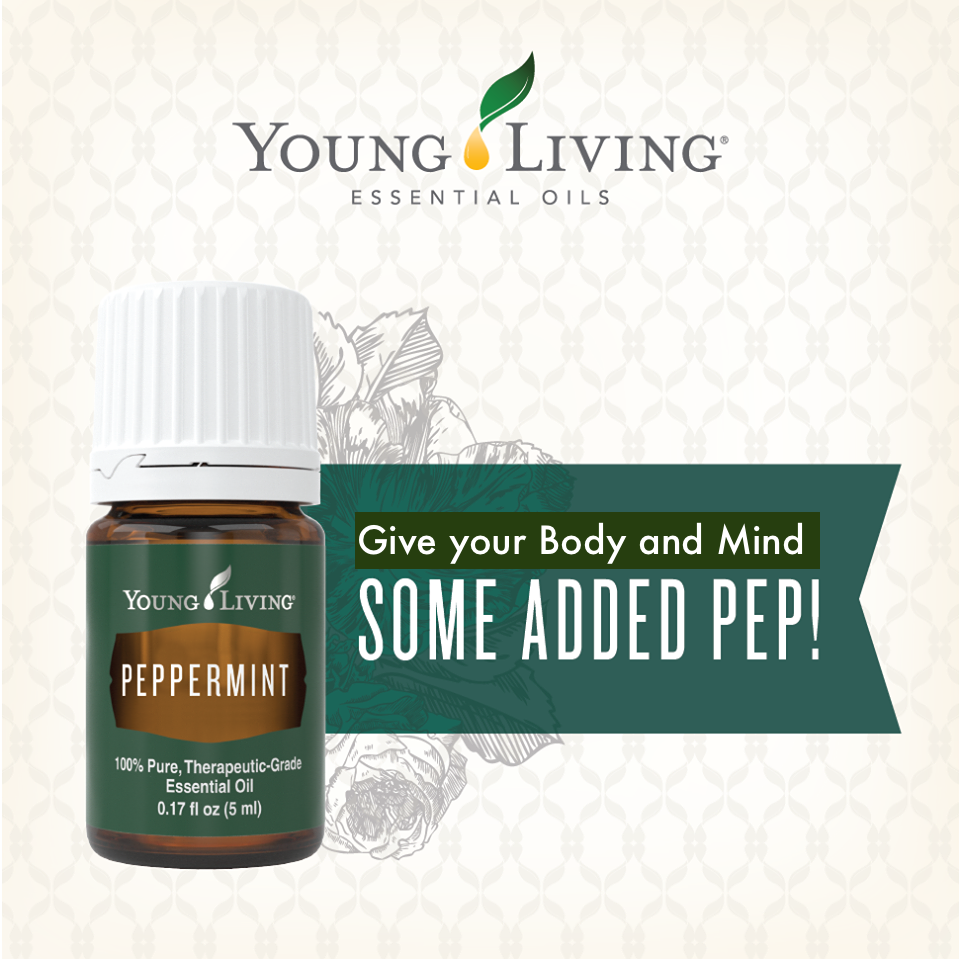 YOUNG LIVING®
ESSENTIAL OILS
Give your Body and Mind
SOME ADDED PEP!
YOUNG LIVING®
PEPPERMINT
100% Pure, Therapeutic-Grade
Essential Oil
0.17 fl oz (5 ml)